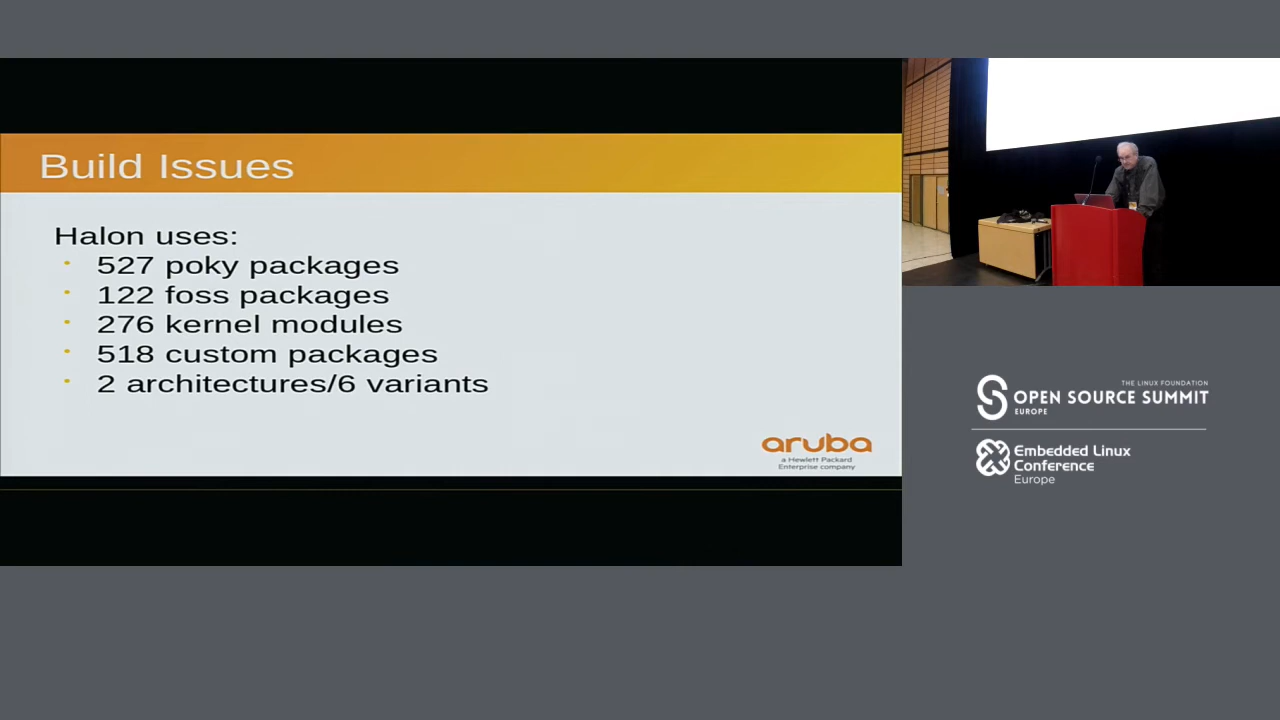 Build Issues
Halon uses:
527 poky packages
122 foss packages
276 kernel modules
518 custom packages
2 architectures/6 variants
aruba
a Hewlett Packard
Enterprise company
THE LINUX FOUNDATION
OPEN SOURCE SUMMIT
EUROPE
Embedded Linux
Conference
Europe